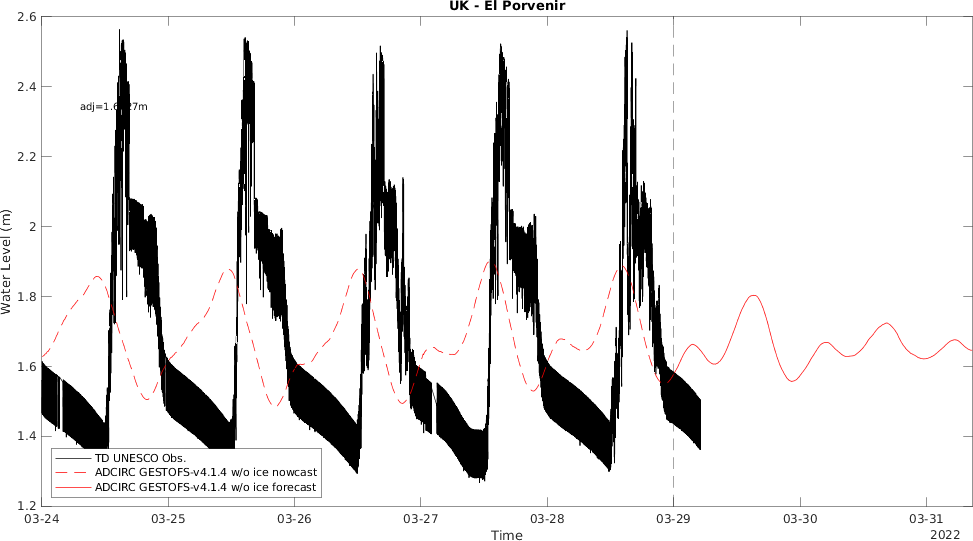 UK - El Porvenir
2.6
2.4
2.2
2
1.8
1.6
1.4
1.2
Water Level (m)
TD UNESCO Obs.
ADCIRC GESTOFS-v4.1.4 w/o ice nowcast
ADCIRC GESTOFS-v4.1.4 w/o ice forecast
03-24 03-25 03-26 03-27 03-28 03-29 03-30 03-31
Time
2022